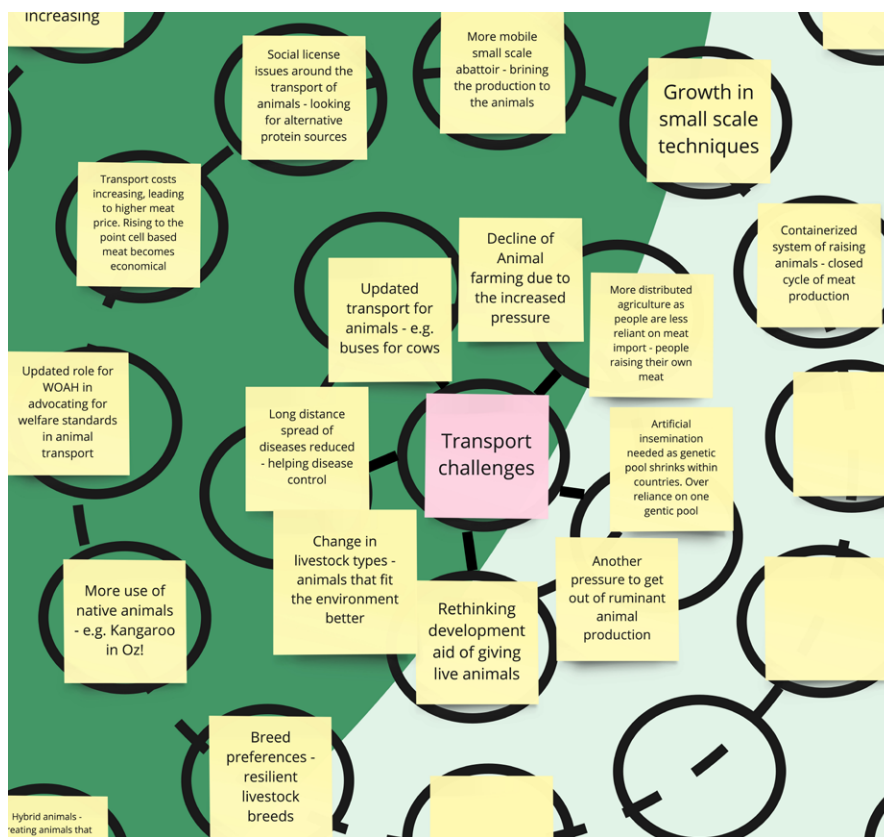 increasing
Social license
issues around the
transport of
animals - looking
for alternative
protein sources
More mobile
small scale
abattoir - brining
the production to
the animals
Growth in
small scale
techniques
Transport costs
increasing, leading
to higher meat
price. Rising to the
point cell based
meat becomes
economical
Updated
transport for
animals - e.g.
buses for cows
Decline of
Animal
farming due to
the increased
pressure
More distributed
agriculture as
people are less
reliant on meat
import - people
raising their own
meat
Containerized
system of raising
animals - closed
cycle of meat
production
Updated role for
WOAH in
advocating for
welfare standards
in animal
transport
Long distance
spread of
diseases reduced
- helping disease
control
Transport
challenges
Artificial
insemination
needed as genetic
pool shrinks within
countries. Over
reliance on one
gentic pool
Change in
livestock types -
animals that fit
the environment
better
Another
pressure to get
out of ruminant
animal
production
More use of
native animals
- e.g. Kangaroo
in Oz!
Rethinking
development
aid of giving
live animals
Breed
preferences -
resilient
livestock
breeds
Hybrid animals -
reating animals that